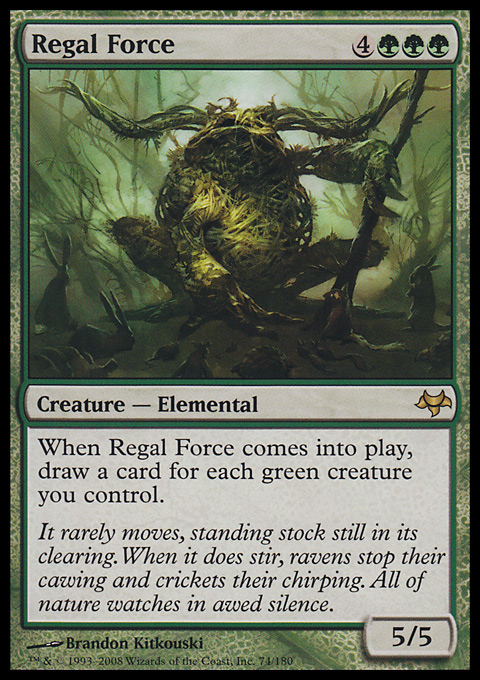 Regal Force 4
Creature — Elemental
When Regal Force comes into play,
draw a card for each green creature
you control.
It rarely moves, standing stock still in its
clearing. When it does stir, ravens stop their
cawing and crickets their chirping. All of
nature watches in awed silence.
Brandon Kitkouski
5/5
™ & © 1993–2008 Wizards of the Coast, Inc. 74/180